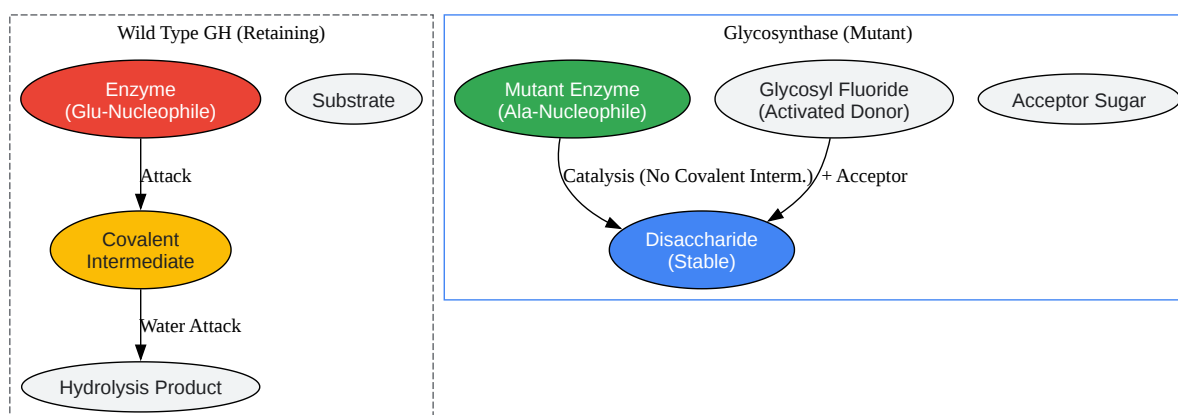 Wild Type GH (Retaining)
Enzyme
(Glu-Nucleophile)
Substrate
Attack
Covalent
Intermediate
Water Attack
Hydrolysis Product
Glycosynthase (Mutant)
Mutant Enzyme
(Ala-Nucleophile)
Glycosyl Fluoride
(Activated Donor)
Acceptor Sugar
Catalysis (No Covalent Interm.)
+ Acceptor
Disaccharide
(Stable)